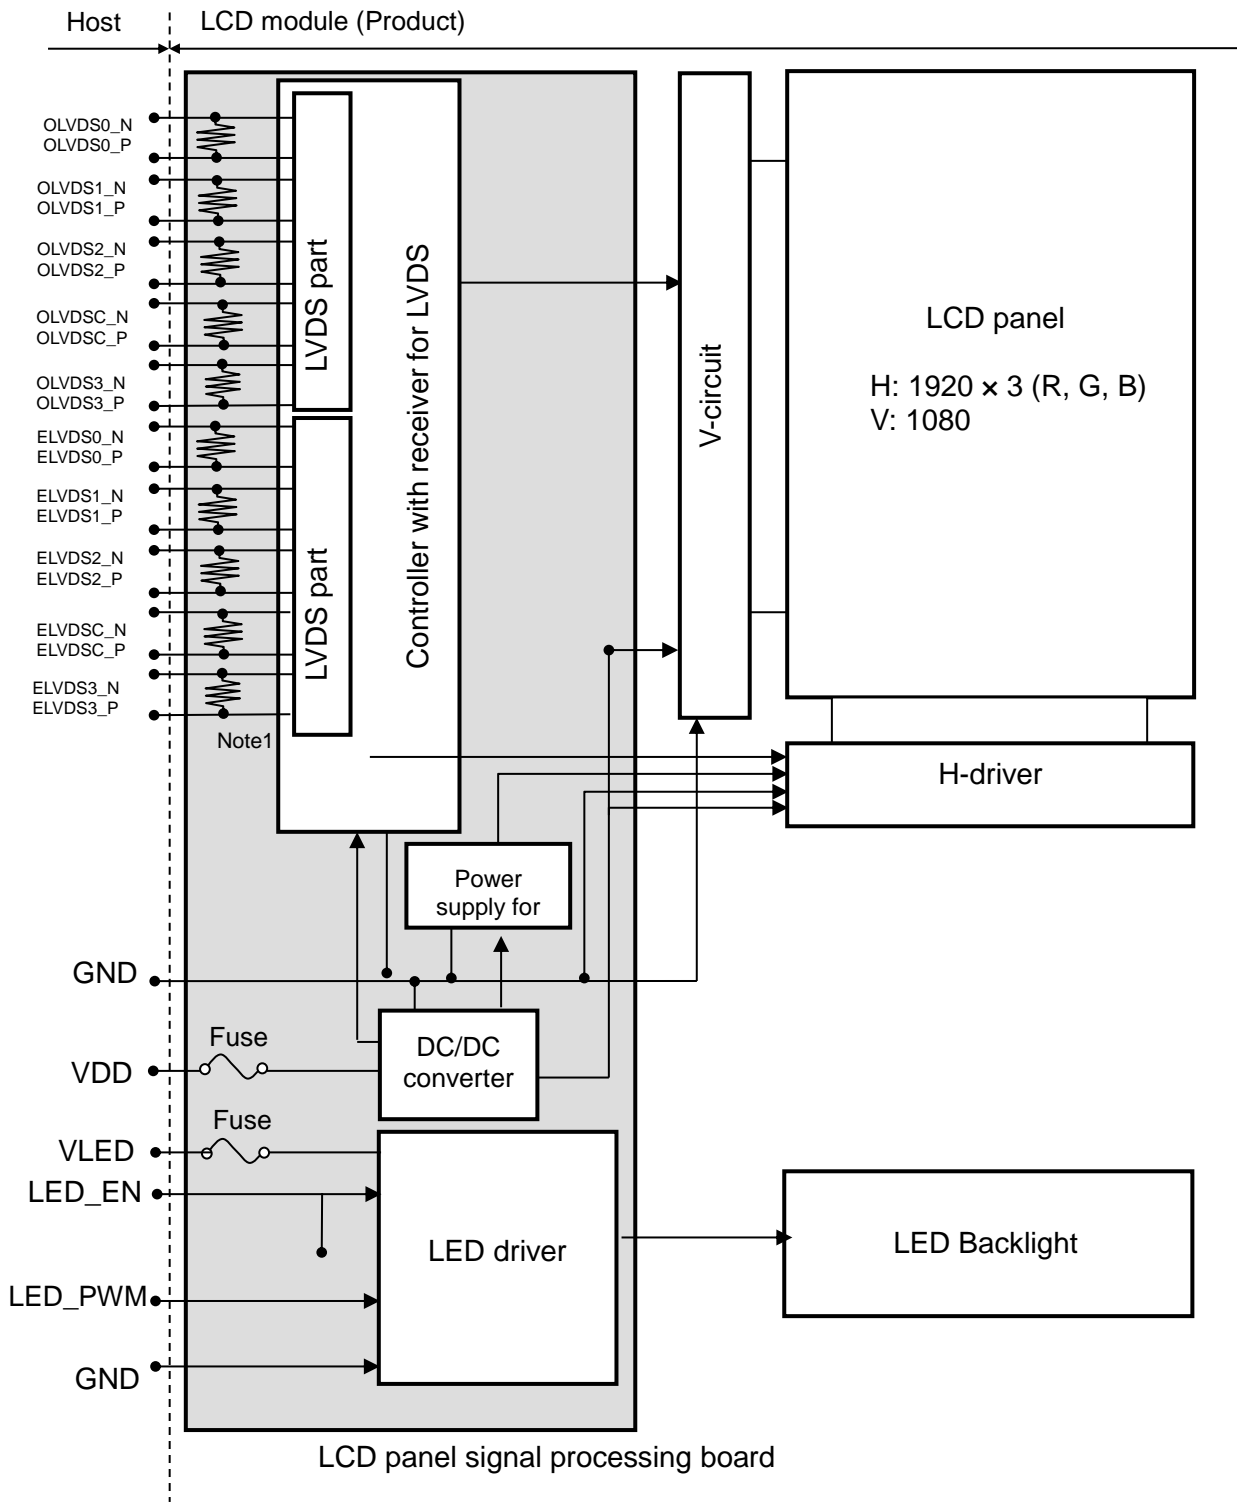 Host
LCD module (Product)
OLVDS0_N
OLVDS0_P
OLVDS1_N
OLVDS1_P
OLVDS2_N
OLVDS2_P
OLVDSC_N
OLVDSC_P
OLVDS3_N
OLVDS3_P
ELVDS0_N
ELVDS0_P
ELVDS1_N
ELVDS1_P
ELVDS2_N
ELVDS2_P
ELVDSC_N
ELVDSC_P
ELVDS3_N
ELVDS3_P
Note1
LVDS part
LVDS part
Controller with receiver for LVDS
V-circuit
LCD panel
H: 1920 × 3 (R, G, B)
V: 1080
H-driver
Power
supply for
GND
Fuse
VDD
DC/DC
converter
Fuse
VLED
LED_EN
LED driver
LED Backlight
LED_PWM
GND
LCD panel signal processing board